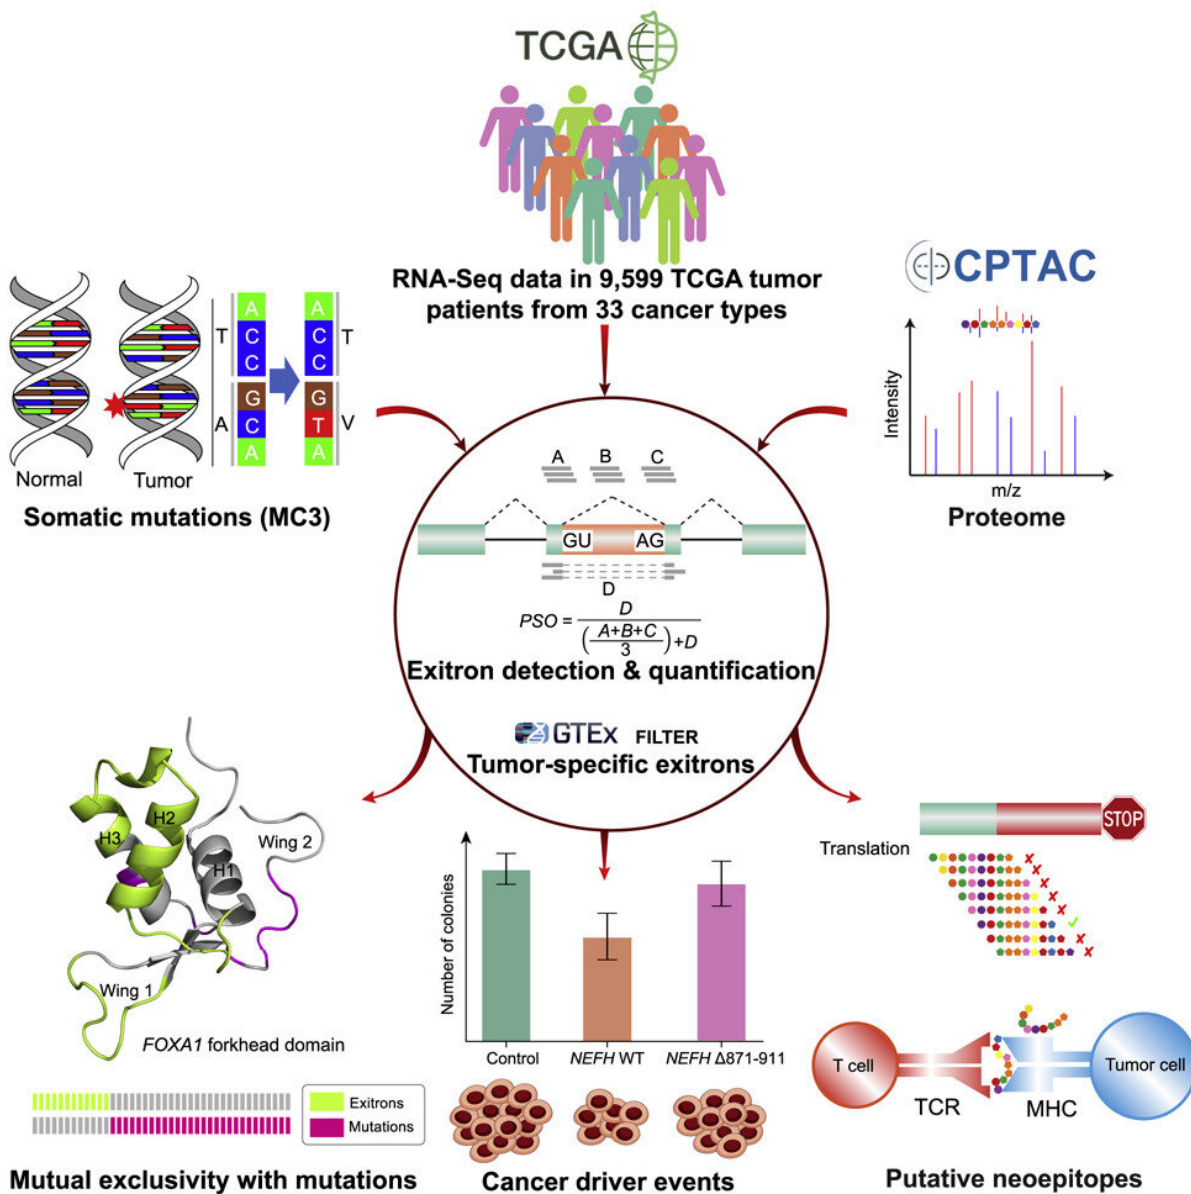 TCGA
RNA-Seq data in 9,599 TCGA tumor
patients from 33 cancer types
CPTAC
Intensity
m/z
Proteome
T
A
A
C
C
G
C
A
A
C
C
G
T
A
T
V
Normal
Tumor
Somatic mutations (MC3)
A B C
GU AG
D
PSO = D / ((A+B+C)/3)+D
Exitron detection & quantification
GTEx FILTER
Tumor-specific exitrons
H3
H2
H1
Wing 2
Wing 1
FOXA1 forkhead domain
Exitrons
Mutations
Mutual exclusivity with mutations
Number of colonies
Control
NEFH WT
NEFH Δ871-911
Cancer driver events
STOP
Translation
T cell
TCR
MHC
Tumor cell
Putative neoepitopes